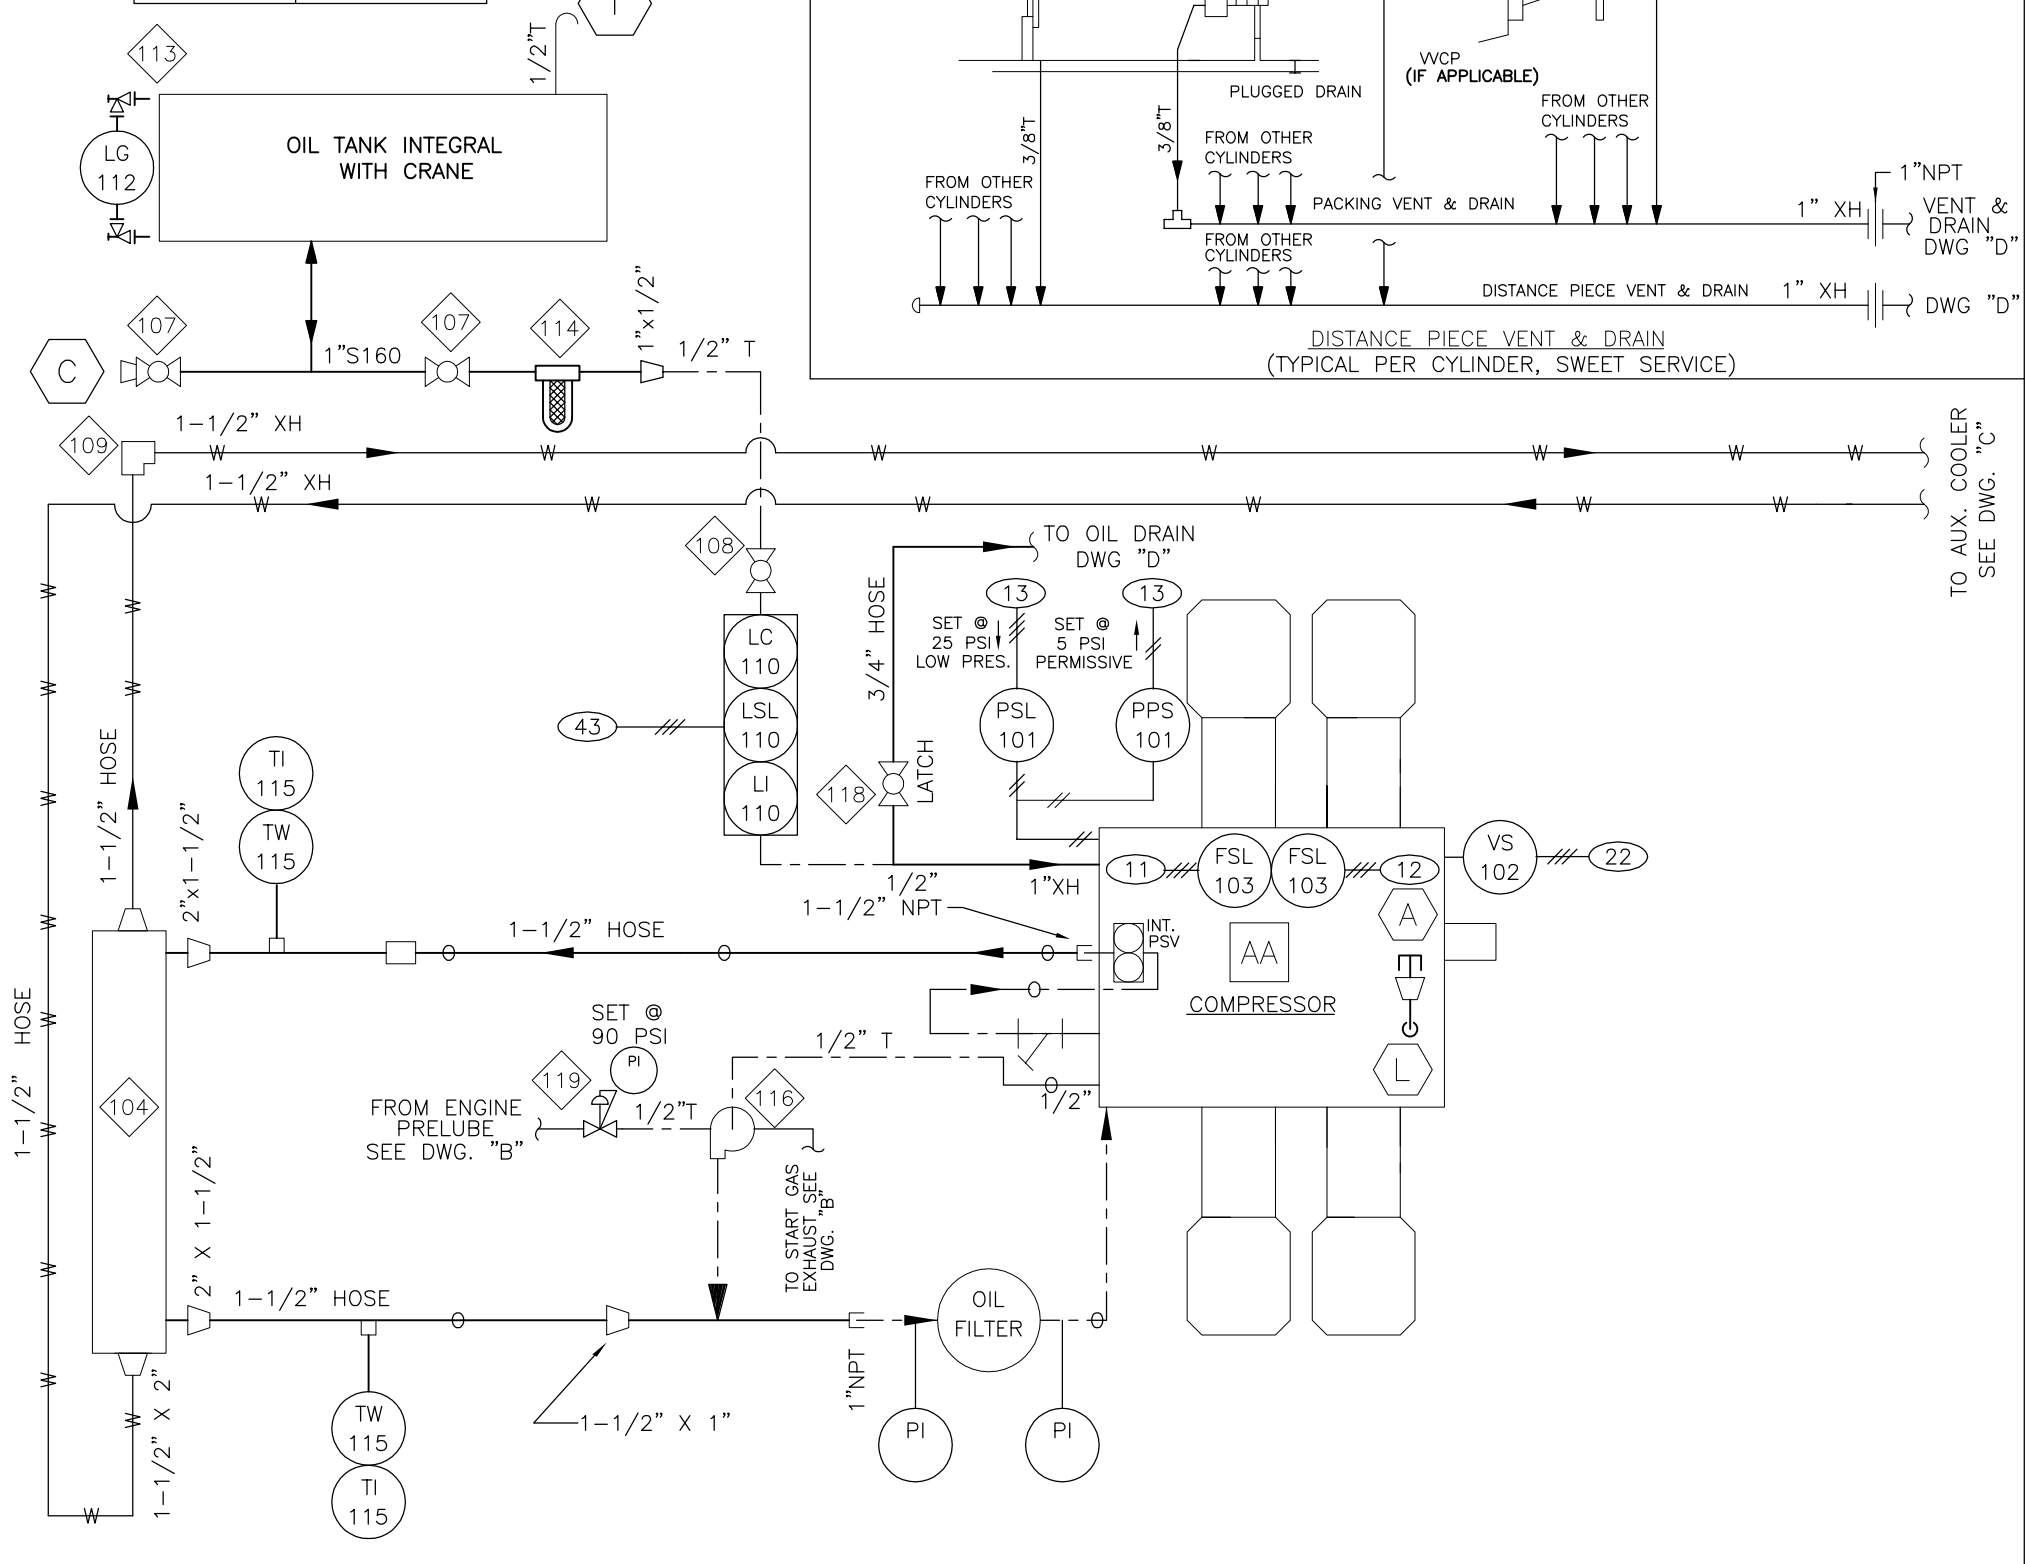 113
1/2"T
T
LG
112
OIL TANK INTEGRAL
WITH CRANE
VVCP
(IF APPLICABLE)
PLUGGED DRAIN
3/8"T
3/8"T
FROM OTHER
CYLINDERS
FROM OTHER
CYLINDERS
FROM OTHER
CYLINDERS
PACKING VENT & DRAIN
1" XH
1"NPT
VENT &
DRAIN
DWG "D"
FROM OTHER
CYLINDERS
DISTANCE PIECE VENT & DRAIN
1" XH
DWG "D"
DISTANCE PIECE VENT & DRAIN
(TYPICAL PER CYLINDER, SWEET SERVICE)
C
107
1"S160
107
114
1"x1/2"
1/2" T
109
1-1/2" XH
1-1/2" XH
TO AUX. COOLER
SEE DWG. "C"
108
TO OIL DRAIN
DWG "D"
3/4" HOSE
13
13
SET @
25 PSI
LOW PRES.
SET @
5 PSI
PERMISSIVE
LC
110
LSL
110
LI
110
43
PSL
101
PPS
101
118
LATCH
1-1/2" HOSE
2"x1-1/2"
TI
115
TW
115
1/2"
1"XH
11
FSL
103
FSL
103
12
VS
102
22
1-1/2" NPT
1-1/2" HOSE
INT.
PSV
AA
A
COMPRESSOR
L
1-1/2" HOSE
104
SET @
90 PSI
PI
119
1/2"T
116
1/2" T
1/2"
FROM ENGINE
PRELUBE
SEE DWG. "B"
TO START GAS
EXHAUST SEE
DWG. "B"
2" X 1-1/2"
1-1/2" HOSE
OIL
FILTER
1-1/2" X 2"
TW
115
TI
115
1-1/2" X 1"
1"NPT
PI
PI